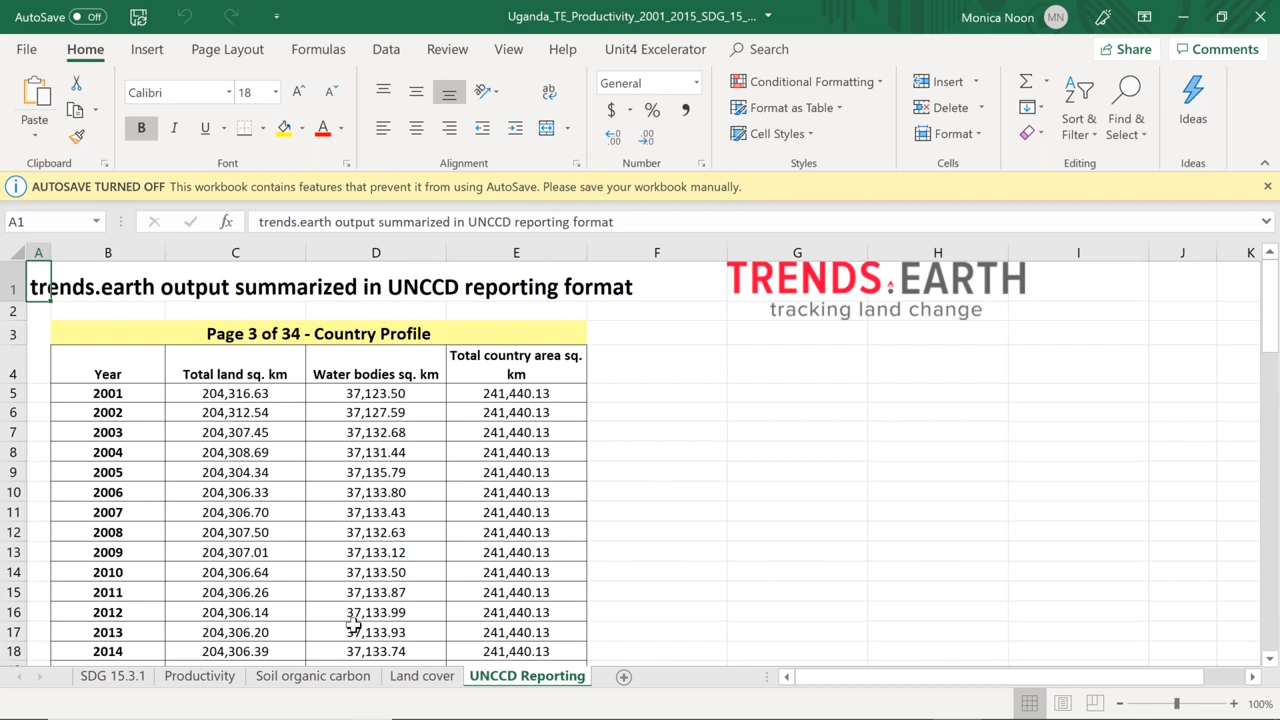 AutoSave Off Uganda_TE_Productivity_2001_2015_SDG_15_... Monica Noon MN
File Home Insert Page Layout Formulas Data Review View Help Unit4 Excelerator Search Share Comments
Paste
Clipboard
Calibri 18
B I U
Font
Alignment
General
$ %
Number
Conditional Formatting
Format as Table
Cell Styles
Styles
Insert
Delete
Format
Cells
Sort & Filter
Find & Select
Editing
Ideas
Ideas
AUTOSAVE TURNED OFF This workbook contains features that prevent it from using AutoSave. Please save your workbook manually.
A1 fx trends.earth output summarized in UNCCD reporting format
A B C D E F G H I J K
1 trends.earth output summarized in UNCCD reporting format
TRENDS.EARTH
tracking land change
2
3 Page 3 of 34 - Country Profile
4 Year Total land sq. km Water bodies sq. km Total country area sq. km
5 2001 204,316.63 37,123.50 241,440.13
6 2002 204,312.54 37,127.59 241,440.13
7 2003 204,307.45 37,132.68 241,440.13
8 2004 204,308.69 37,131.44 241,440.13
9 2005 204,304.34 37,135.79 241,440.13
10 2006 204,306.33 37,133.80 241,440.13
11 2007 204,306.70 37,133.43 241,440.13
12 2008 204,307.50 37,132.63 241,440.13
13 2009 204,307.01 37,133.12 241,440.13
14 2010 204,306.64 37,133.50 241,440.13
15 2011 204,306.26 37,133.87 241,440.13
16 2012 204,306.14 37,133.99 241,440.13
17 2013 204,306.20 37,133.93 241,440.13
18 2014 204,306.39 37,133.74 241,440.13
SDG 15.3.1 Productivity Soil organic carbon Land cover UNCCD Reporting
100%